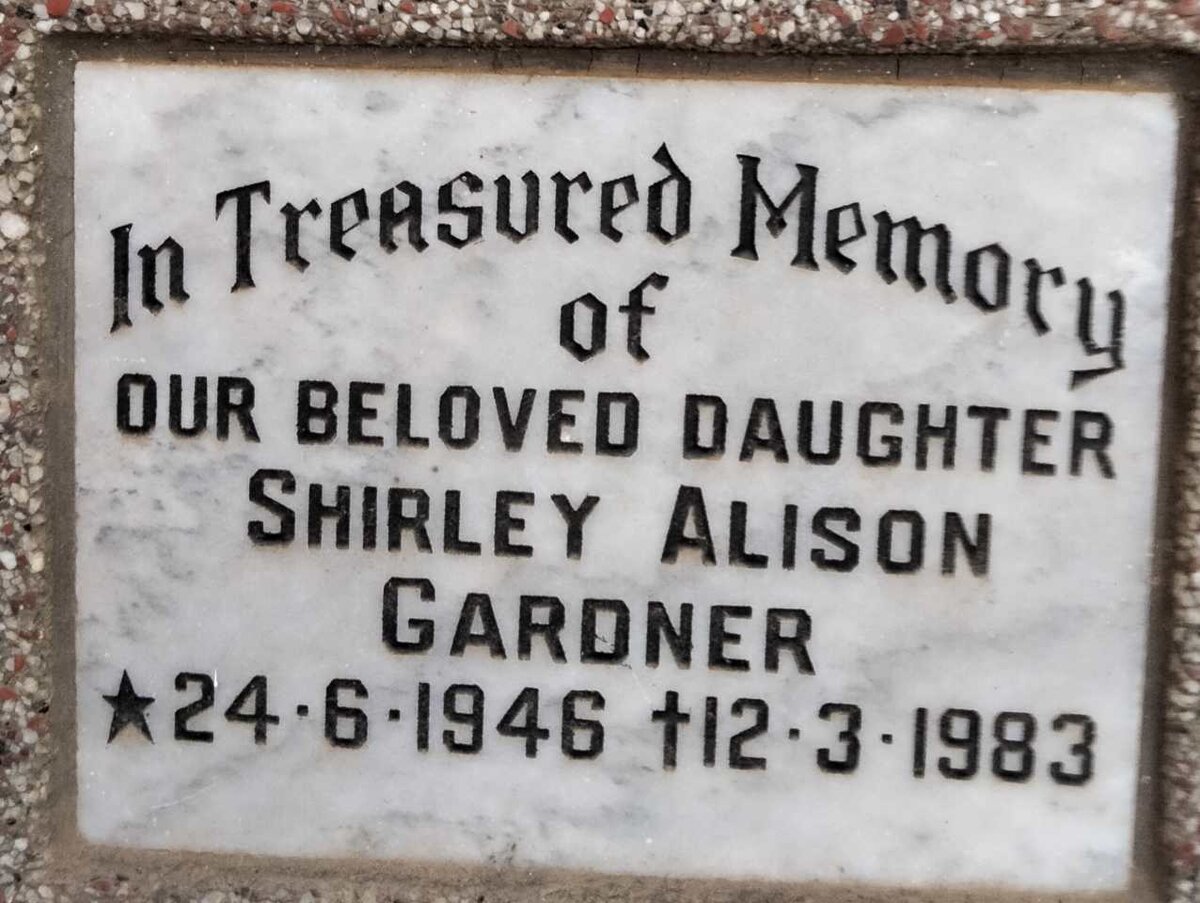 In Treasured Memory
of
OUR BELOVED DAUGHTER
SHIRLEY ALISON
GARDNER
★24·6·1946 †12·3·1983